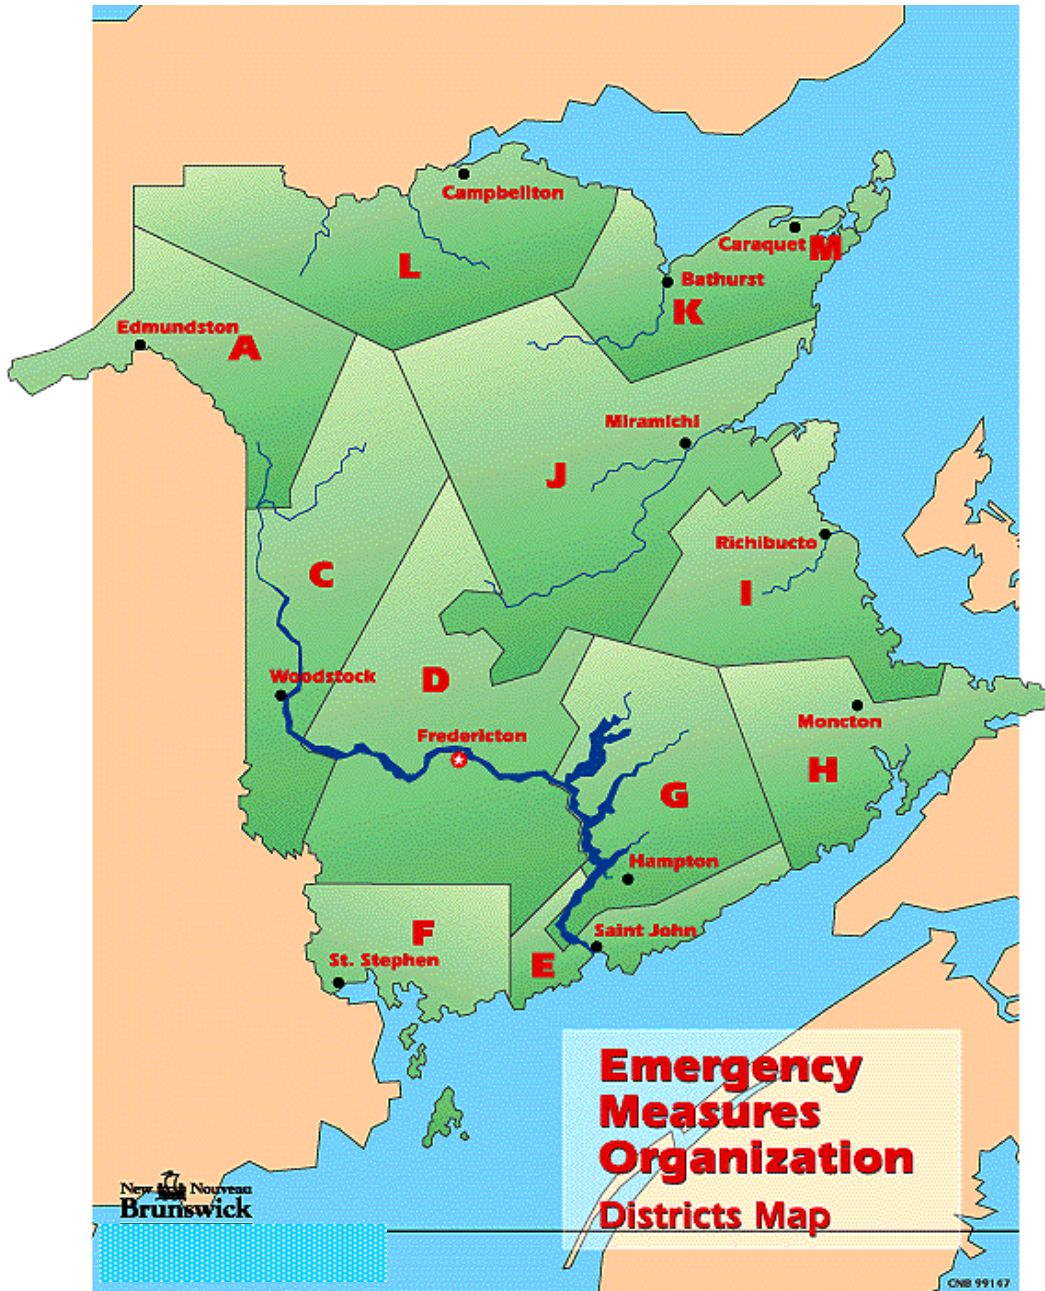 Campbellton
Caraquet
M
L
Bathurst
K
Edmundston
A
Miramichi
J
Richibucto
C
I
Woodstock
D
Moncton
Fredericton
H
G
Hampton
F
Saint John
St. Stephen
E
Emergency
Measures
Organization
Districts Map
New Nouveau
Brunswick
CNB 99167